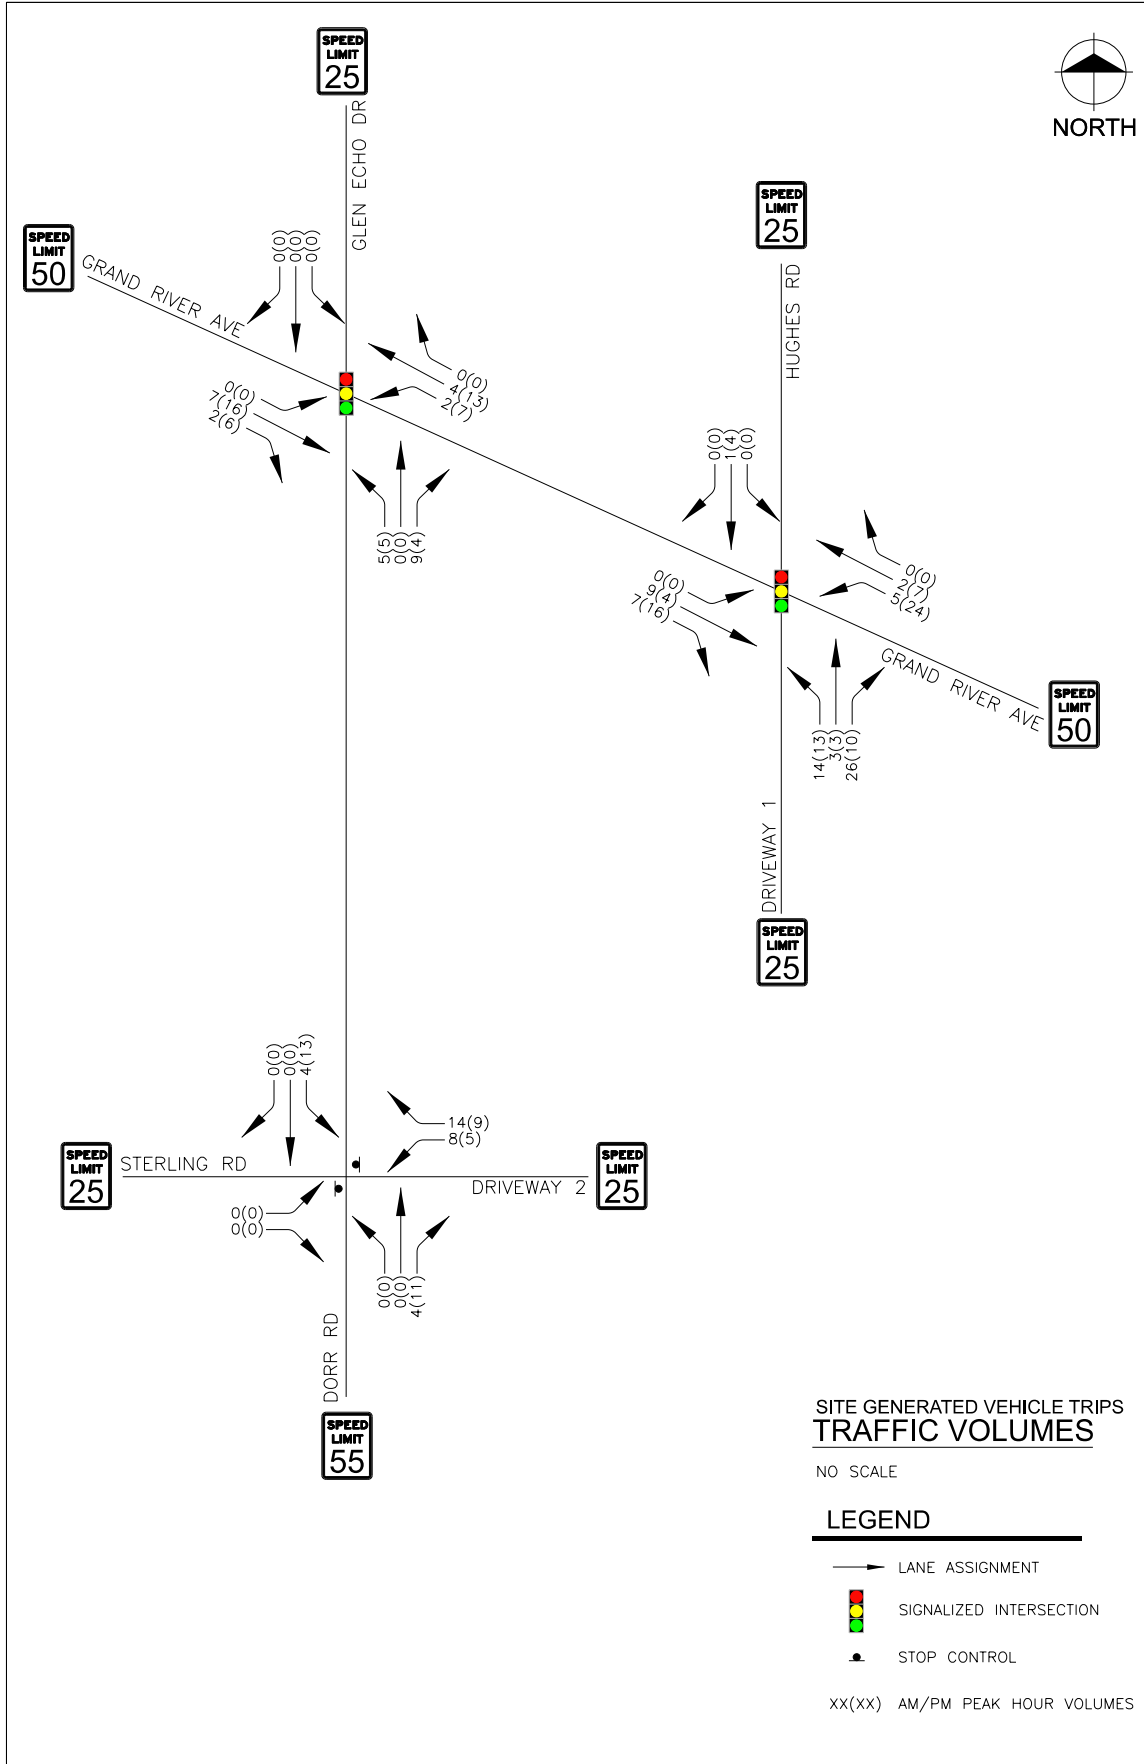 SPEED
LIMIT
25
NORTH
GLEN ECHO DR
SPEED
LIMIT
25
SPEED
LIMIT
50
GRAND RIVER AVE
0(0)
0(0)
0(0)
HUGHES RD
0(0)
4(13)
2(7)
0(0)
7(16)
2(6)
0(0)
1(4)
0(0)
5(5)
0(0)
9(4)
0(0)
2(7)
5(24)
0(0)
9(4)
7(16)
GRAND RIVER AVE
SPEED
LIMIT
50
14(13)
3(3)
26(10)
DRIVEWAY 1
SPEED
LIMIT
25
0(0)
0(0)
4(13)
14(9)
8(5)
SPEED
LIMIT
25
STERLING RD
DRIVEWAY 2
SPEED
LIMIT
25
0(0)
0(0)
0(0)
0(0)
4(11)
DORR RD
SPEED
LIMIT
55
SITE GENERATED VEHICLE TRIPS
TRAFFIC VOLUMES
NO SCALE
LEGEND
LANE ASSIGNMENT
SIGNALIZED INTERSECTION
STOP CONTROL
XX(XX) AM/PM PEAK HOUR VOLUMES